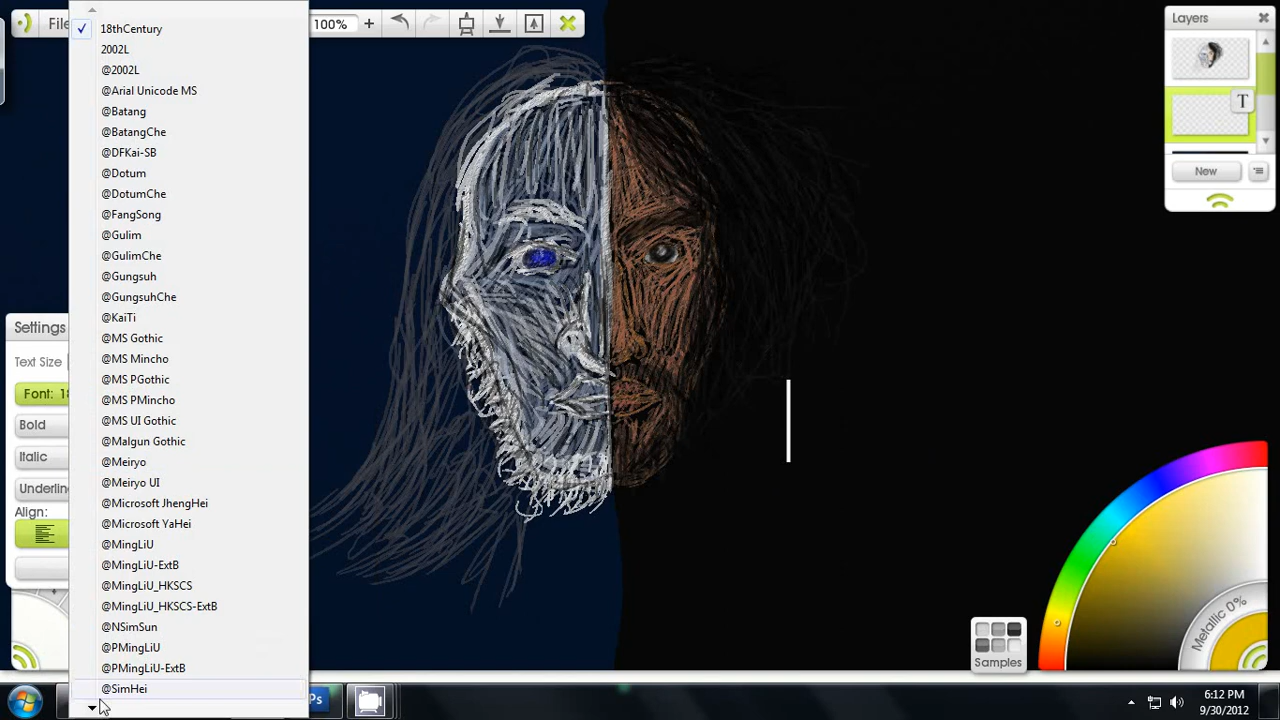 File
100%
18thCentury
2002L
@2002L
@Arial Unicode MS
@Batang
@BatangChe
@DFKai-SB
@Dotum
@DotumChe
@FangSong
@Gulim
@GulimChe
@Gungsuh
@GungsuhChe
@KaiTi
@MS Gothic
@MS Mincho
@MS PGothic
@MS PMincho
@MS UI Gothic
@Malgun Gothic
@Meiryo
@Meiryo UI
@Microsoft JhengHei
@Microsoft YaHei
@MingLiU
@MingLiU-ExtB
@MingLiU_HKSCS
@MingLiU_HKSCS-ExtB
@NSimSun
@PMingLiU
@PMingLiU-ExtB
@SimHei
Settings
Text Size
Font: 18
Bold
Italic
Underlin
Align:
Layers
T
New
Samples
Metallic 0%
Ps
6:12 PM
9/30/2012